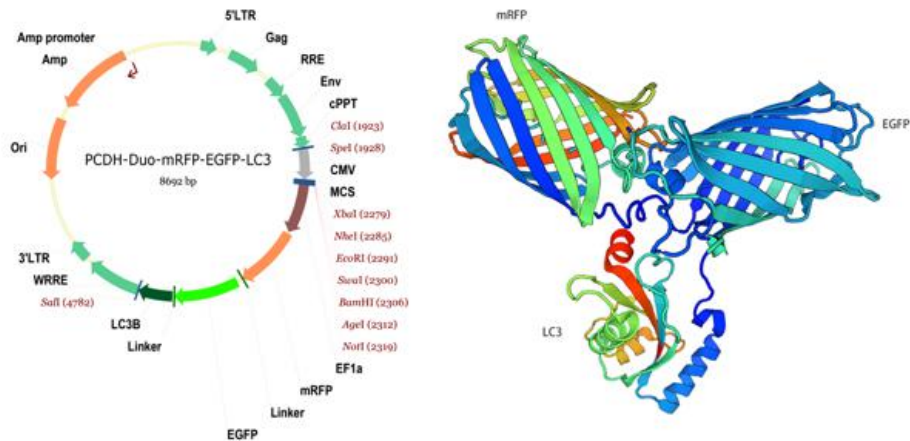 5'LTR
Gag
RRE
Env
cPPT
ClaI (1923)
SpeI (1928)
CMV
MCS
XbaI (2279)
NheI (2285)
EcoRI (2291)
SwaI (2300)
BamHI (2306)
AgeI (2312)
NotI (2319)
EF1a
mRFP
Linker
EGFP
Linker
LC3B
SalI (4782)
WRRE
3'LTR
Ori
Amp
Amp promoter
PCDH-Duo-mRFP-EGFP-LC3
8692 bp
mRFP
EGFP
LC3